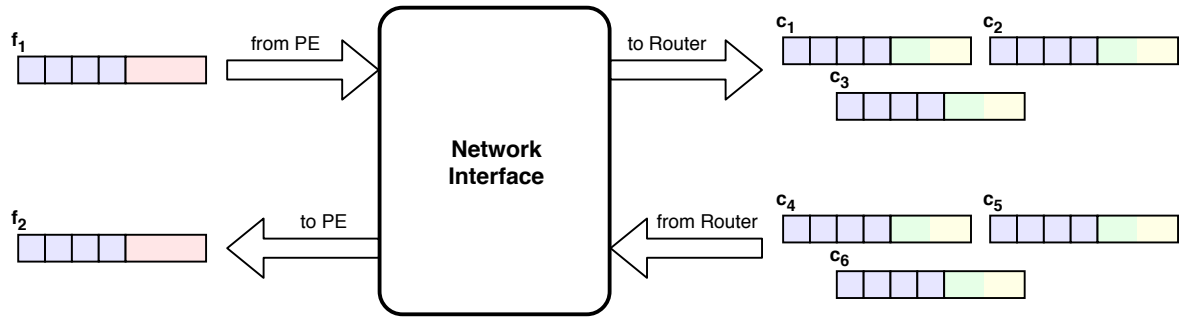 f1
from PE
Network
Interface
to Router
c1
c2
c3
f2
to PE
from Router
c4
c5
c6